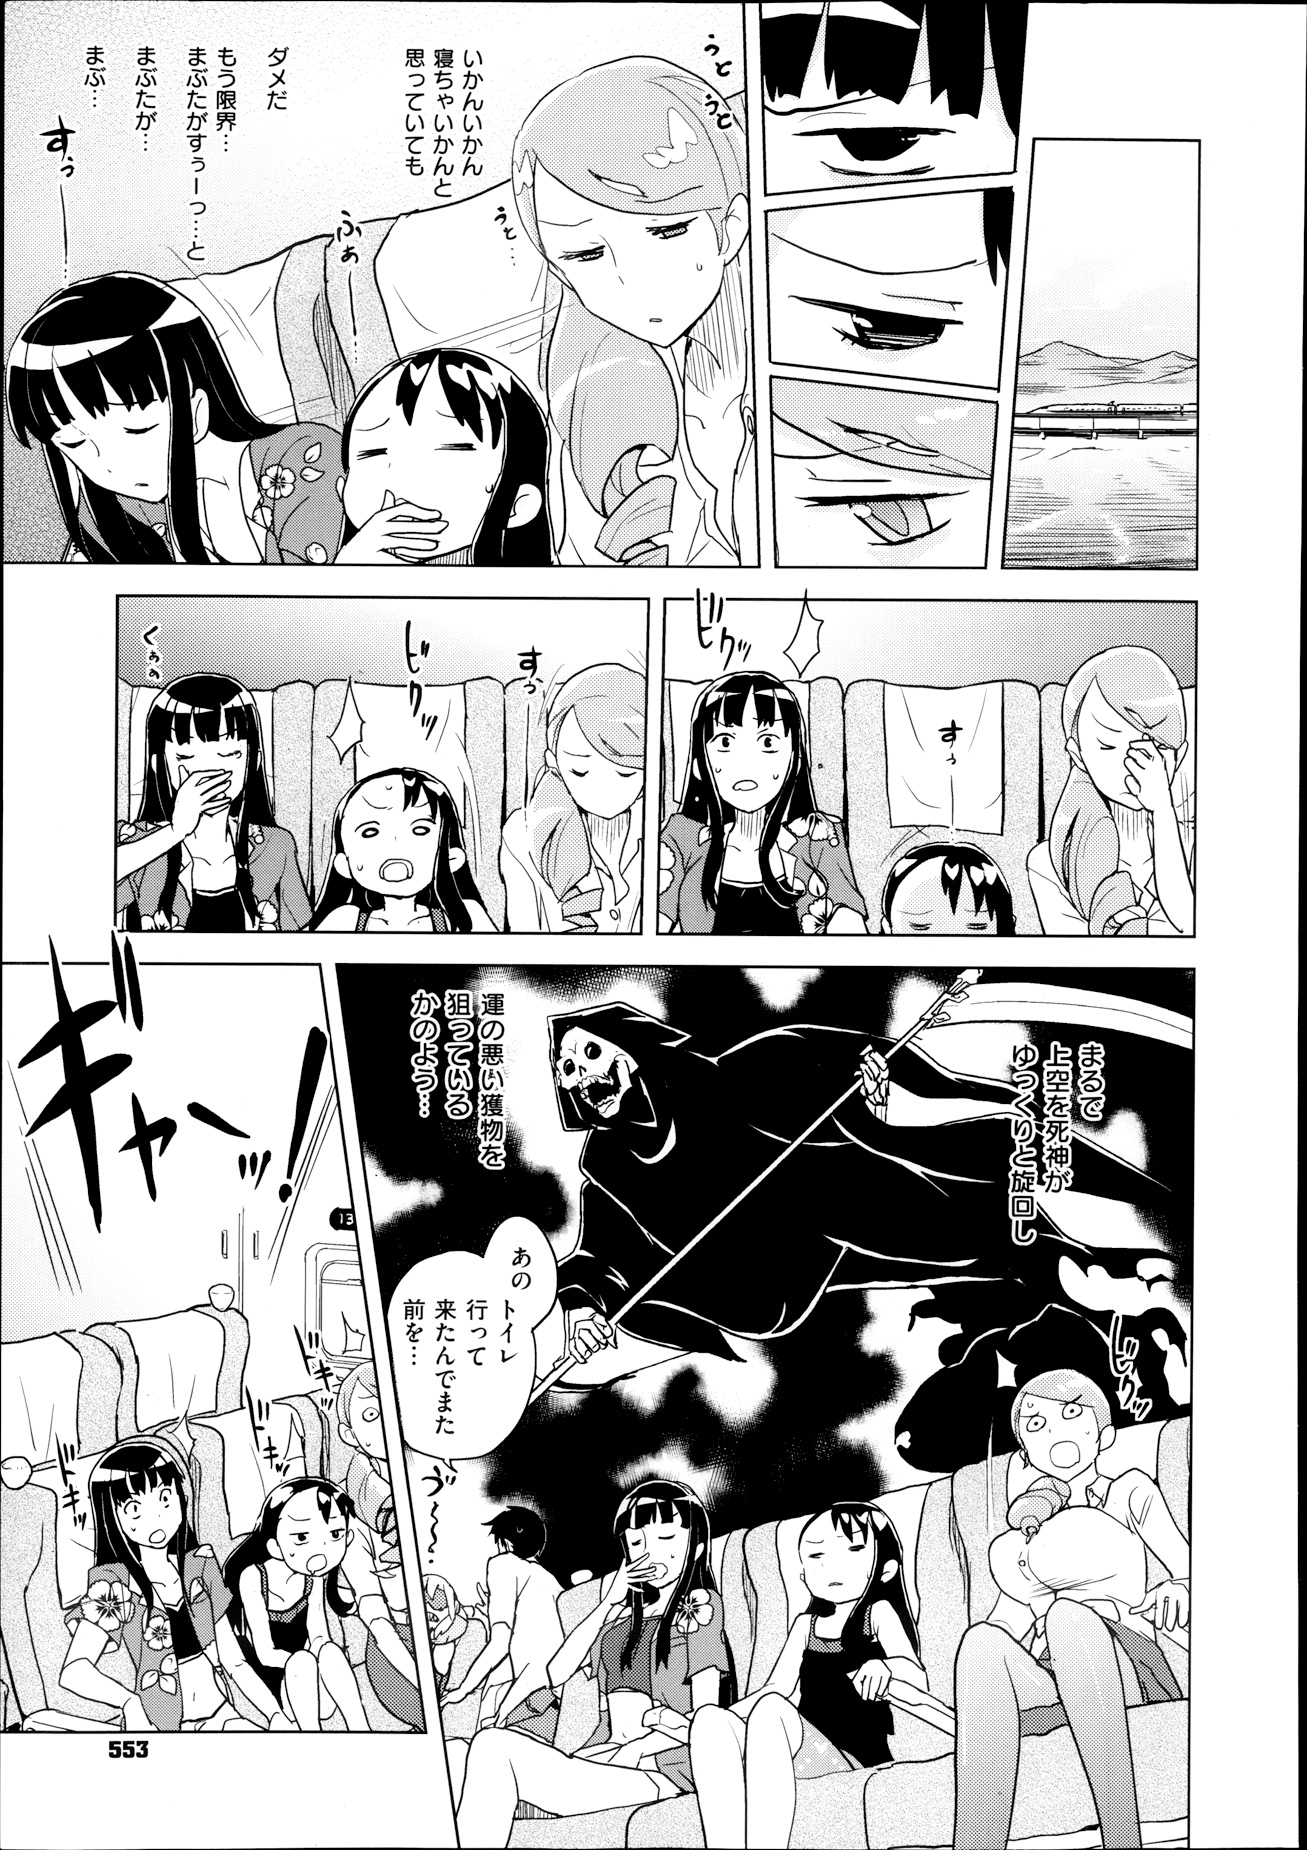 うとっ
うとっ
うとっ…
いかんいかん
寝ちゃいかんと
思っていても
ふぁ
ダメだ
もう限界…
まぶたがすぅーっ…と
まぶたが…
まぶ…
すぅ
ビクッ
すぅ
すぅ
ビクッ
くぁぁ
まるで
上空を死神が
ゆっくりと旋回し
運の悪い獲物を
狙っている
かのよう…
ビクッ
あの
トイレ
行って
来たんでまた
前を…
う゛〜
ギャーッ!
13
ドキッ
ドキッ
ドキッ
553